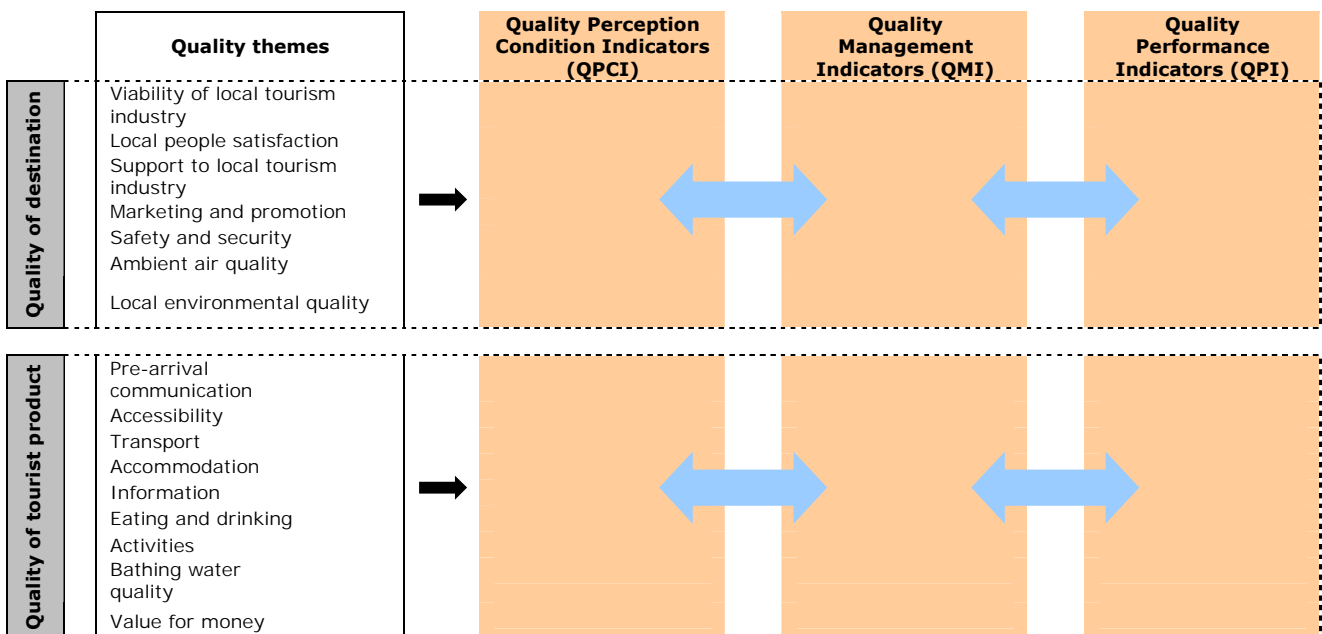 Quality themes
Quality Perception
Condition Indicators
(QPCI)
Quality
Management
Indicators (QMI)
Quality
Performance
Indicators (QPI)
Quality of destination
Viability of local tourism
industry
Local people satisfaction
Support to local tourism
industry
Marketing and promotion
Safety and security
Ambient air quality
Local environmental quality
Quality of tourist product
Pre-arrival
communication
Accessibility
Transport
Accommodation
Information
Eating and drinking
Activities
Bathing water
quality
Value for money